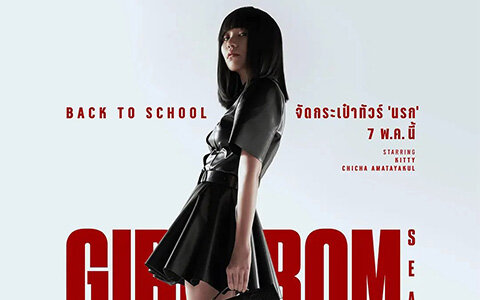 BACK TO SCHOOL
จัดกระเป๋าทัวร์ 'นรก'
7 พ.ค.นี้
STARRING
KITTY
CHICHA AMATAYAKUL